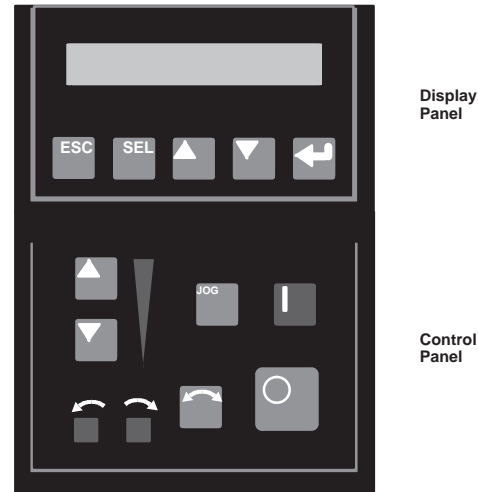 Display
Panel
ESC SEL
JOG
Control
Panel